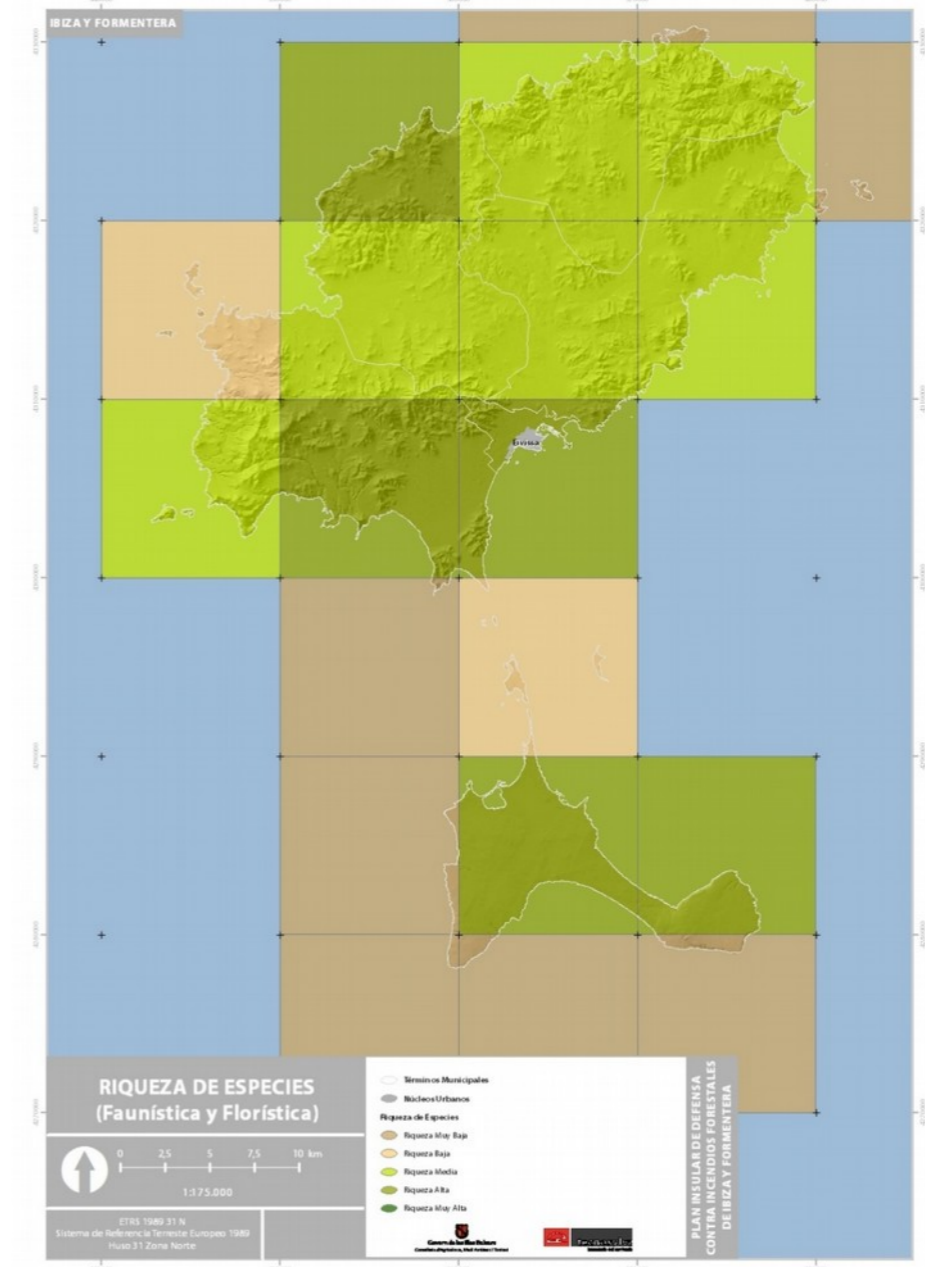 IBIZA Y FORMENTERA
Eivissa
RIQUEZA DE ESPECIES
(Faunística y Florística)
0 2,5 5 7,5 10 km
1:175.000
ETRS 1989 31 N
Sistema de Referencia Terreste Europeo 1989
Huso 31 Zona Norte
Términos Municipales
Núcleos Urbanos
Riqueza de Especies
Riqueza Muy Baja
Riqueza Baja
Riqueza Media
Riqueza Alta
Riqueza Muy Alta
Govern de les Illes Balears
PLAN INSULAR DE DEFENSA
CONTRA INCENDIOS FORESTALES
DE IBIZA Y FORMENTERA